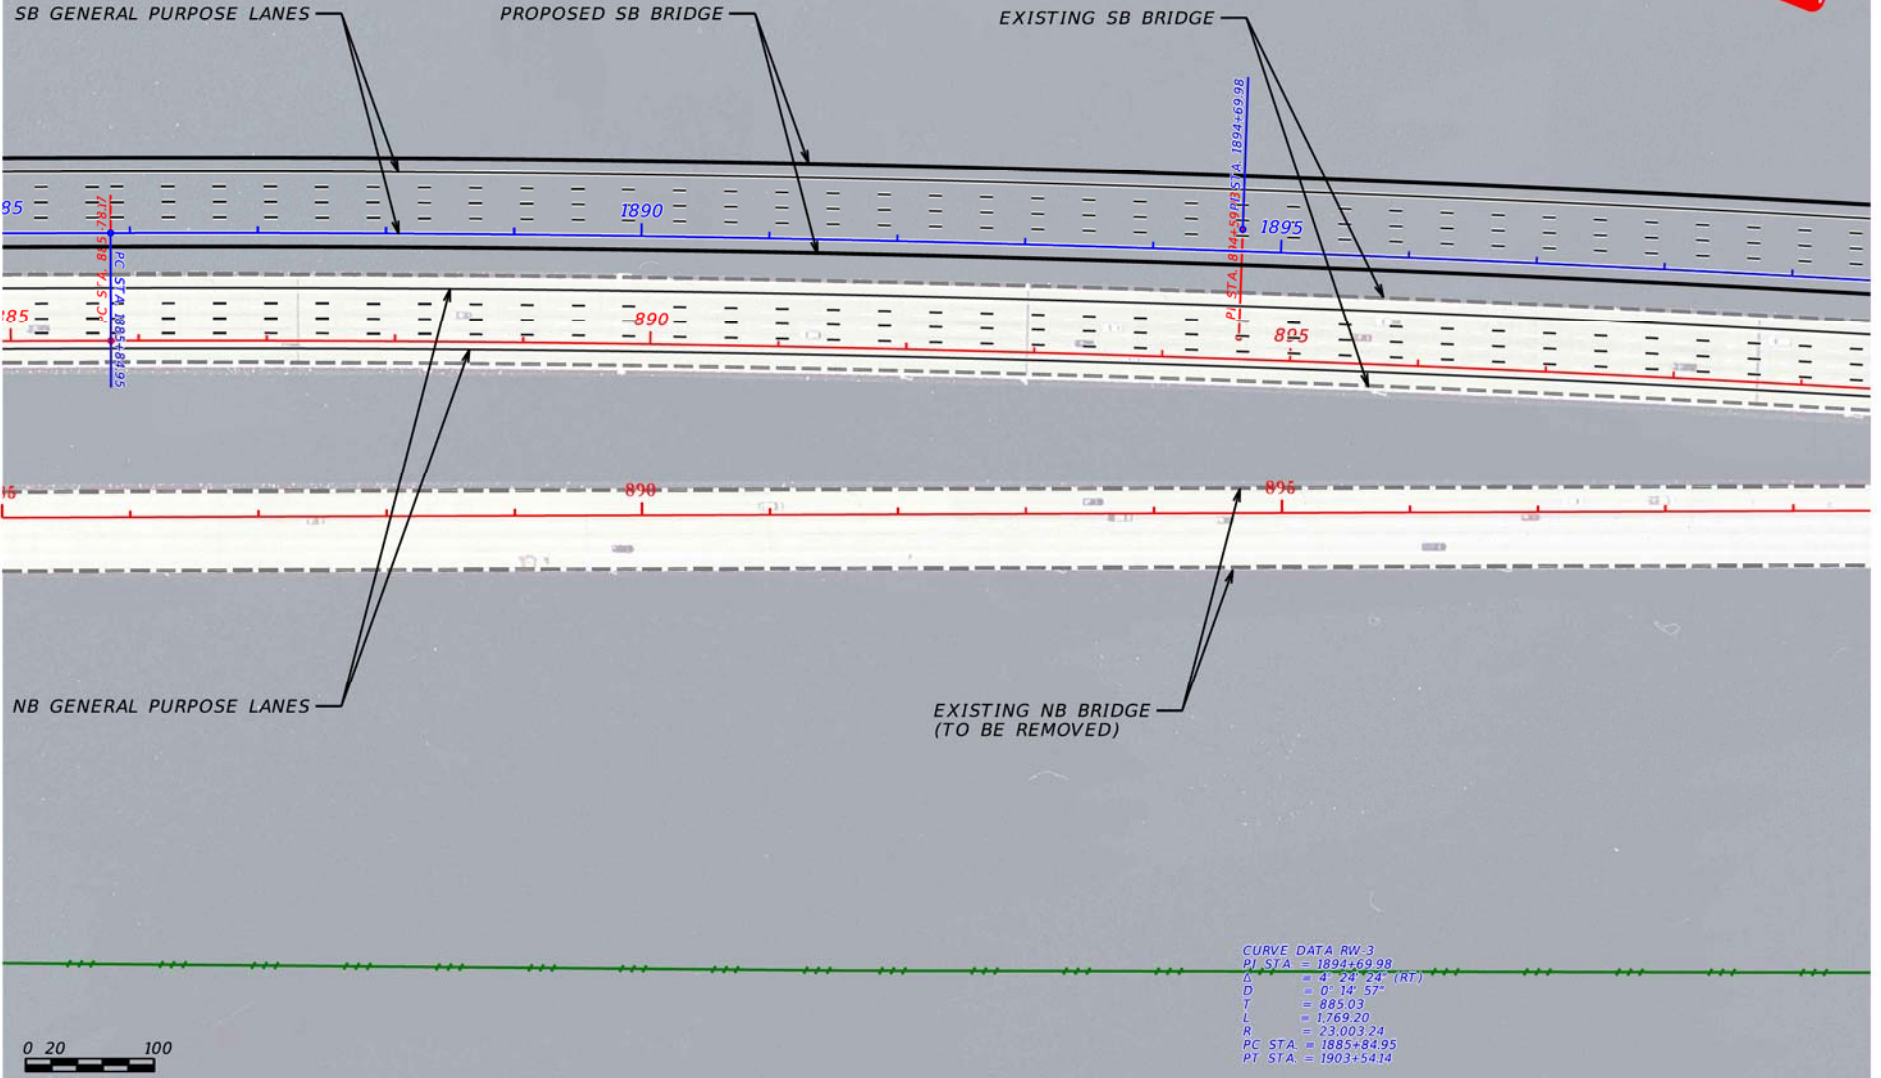 SB GENERAL PURPOSE LANES
PROPOSED SB BRIDGE
EXISTING SB BRIDGE
PI STA. 1894+69.98
85
1890
1895
PC STA. 1885+84.95
885
890
895
890
895
NB GENERAL PURPOSE LANES
EXISTING NB BRIDGE
(TO BE REMOVED)
CURVE DATA RW-3
PI STA. = 1894+69.98
Δ = 4° 24' 24" (RT)
D = 0° 14' 57"
T = 885.03
L = 1,769.20
R = 23,003.24
PC STA. = 1885+84.95
PT STA. = 1903+54.14
0 20 100